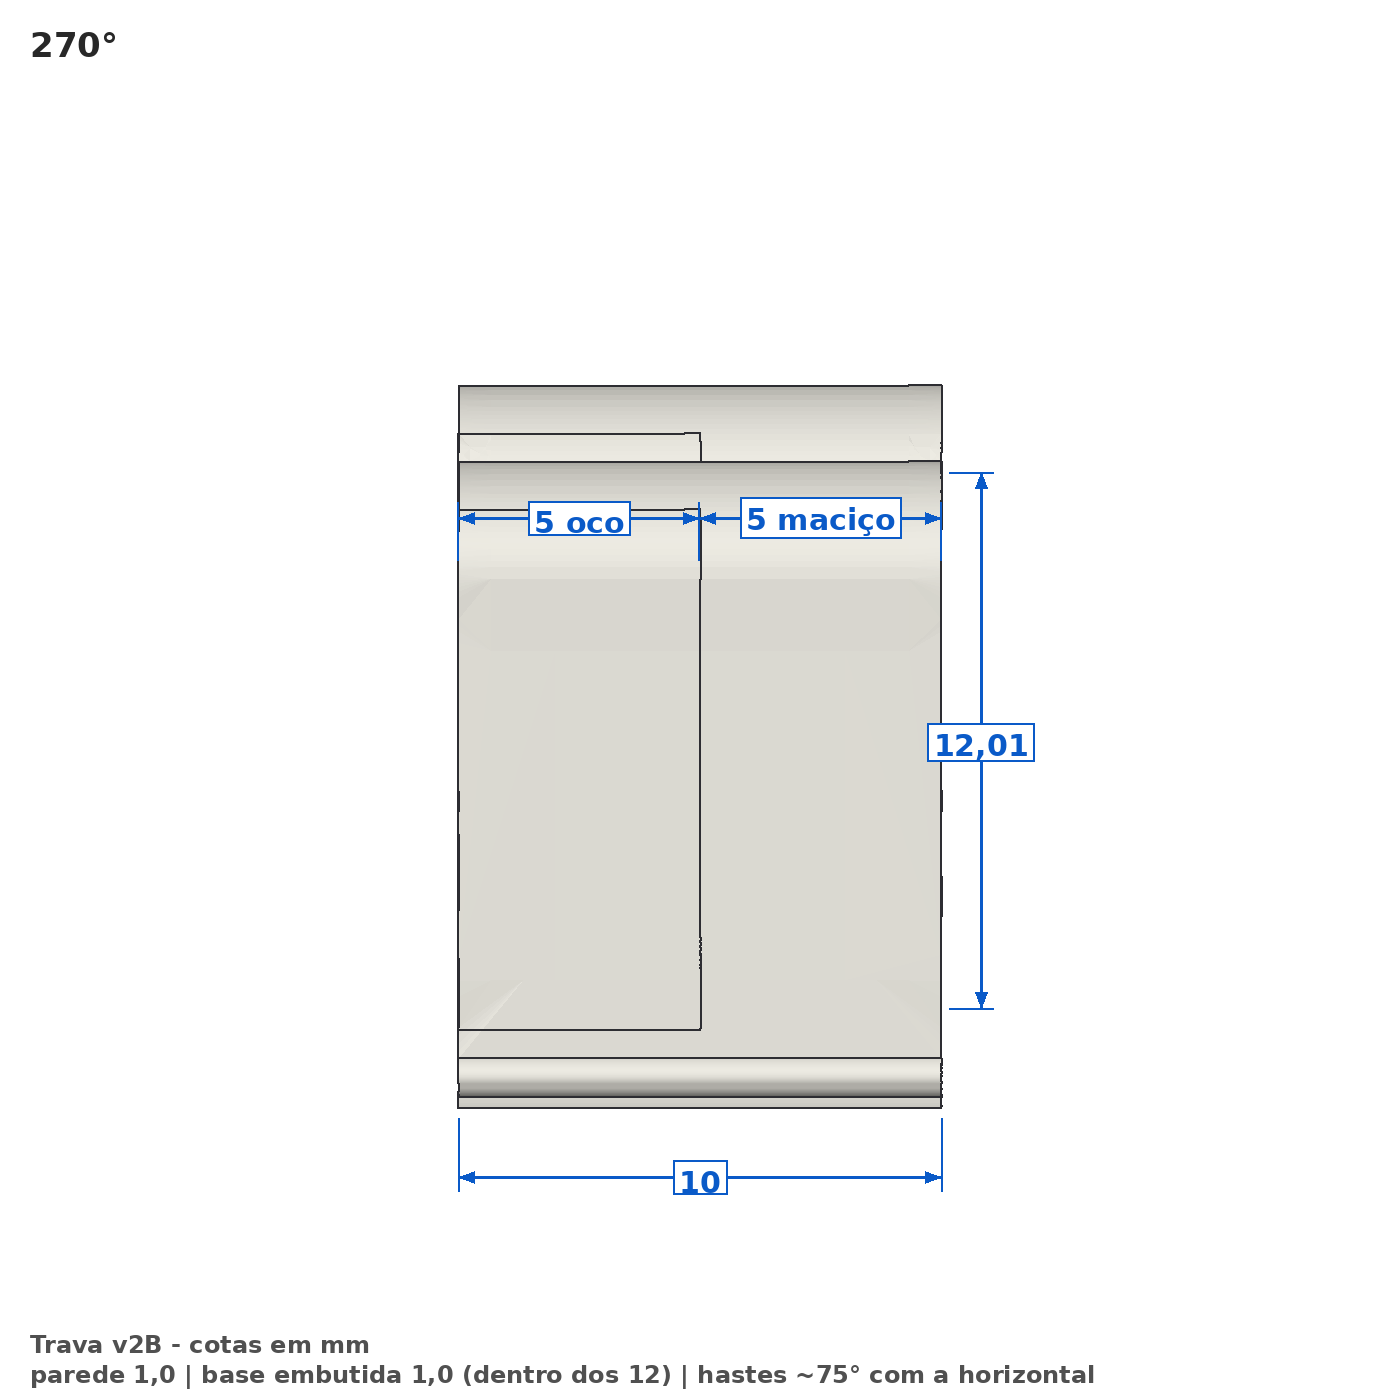 270°
5 oco
5 maciço
12,01
10
Trava v2B - cotas em mm
parede 1,0 | base embutida 1,0 (dentro dos 12) | hastes ~75° com a horizontal